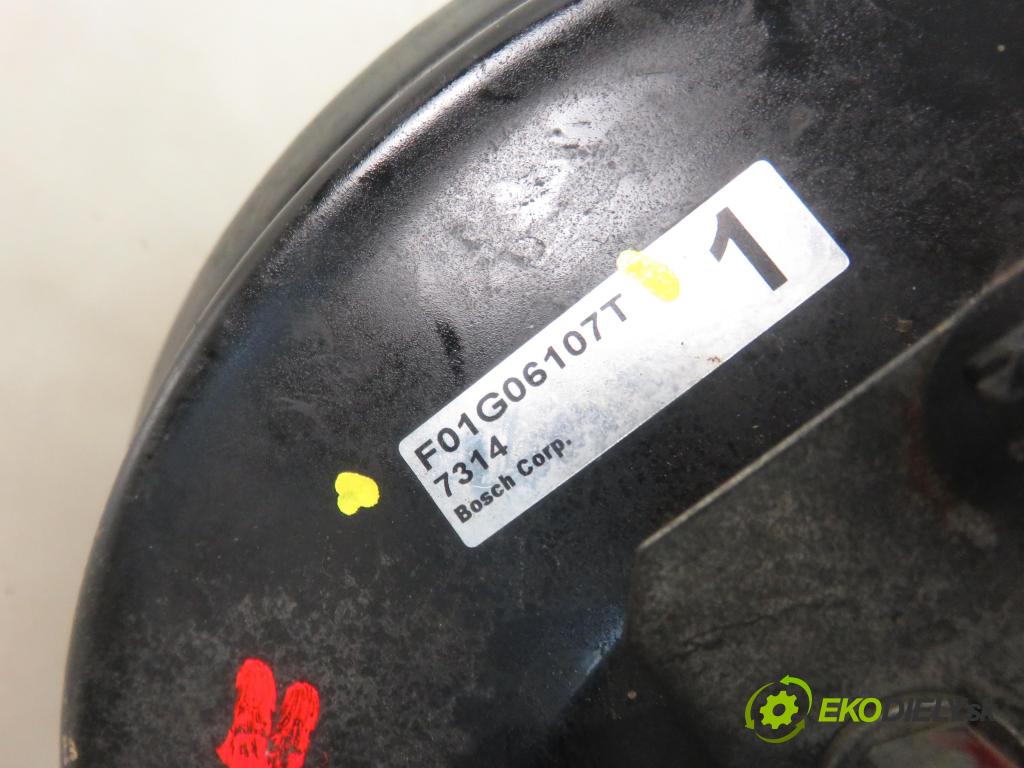 F01G06107T
7314
Bosch Corp.
1
EKODIELY.sk